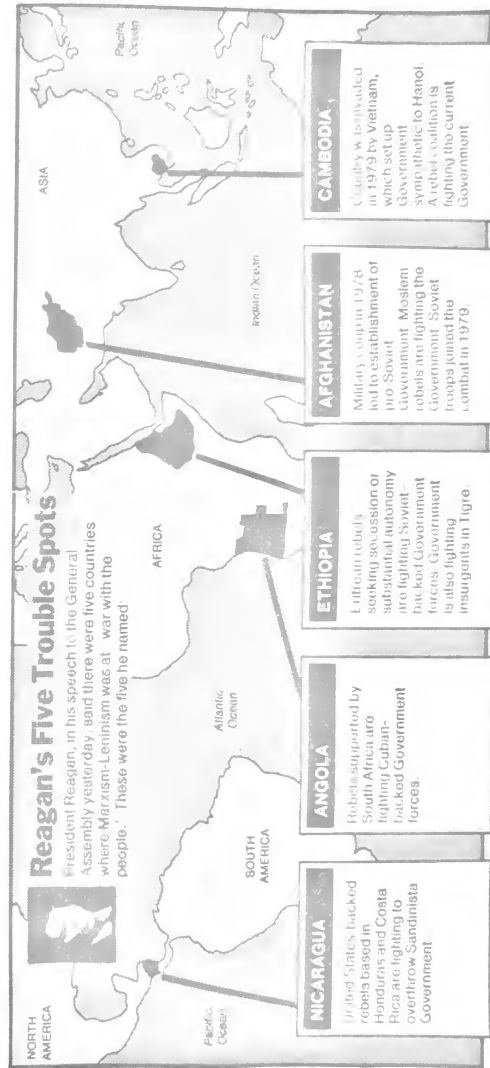 Reagan's Five Trouble Spots
President Reagan, in his speech to the General
Assembly yesterday, said there were five countries
where Marxism-Leninism was at war with the
people.' These were the five he named
NORTH
AMERICA
Pacific
Ocean
SOUTH
AMERICA
Atlantic
Ocean
AFRICA
Indian Ocean
ASIA
Pacific
Ocean
NICARAGUA
United States backed
rebels based in
Honduras and Costa
Rica are fighting to
overthrow Sandinista
Government
ANGOLA
Rebels supported by
South Africa are
fighting Cuban-
backed Government
forces.
ETHIOPIA
Eritrean rebels
seeking secession or
substantial autonomy
are fighting Soviet-
backed Government
forces Government
is also fighting
insurgents in Tigre.
AFGHANISTAN
Military coup in 1978
led to establishment of
pro-Soviet
Government Moslem
rebels are fighting the
Government Soviet
troops joined the
combat in 1979.
CAMBODIA
Country was invaded
in 1979 by Vietnam,
which set up
Government
sympathetic to Hanoi.
A rebel coalition is
fighting the current
Government.